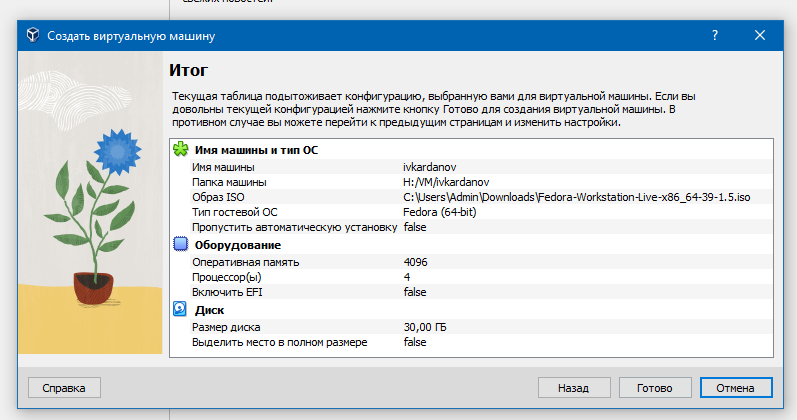 свежих новостей.
Создать виртуальную машину
?
Итог
Текущая таблица подытоживает конфигурацию, выбранную вами для виртуальной машины. Если вы
довольны текущей конфигурацией нажмите кнопку Готово для создания виртуальной машины. В
противном случае вы можете перейти к предыдущим страницам и изменить настройки.
Имя машины и тип ОС
Имя машины ivkardanov
Папка машины H:/VM/ivkardanov
Образ ISO C:\Users\Admin\Downloads\Fedora-Workstation-Live-x86_64-39-1.5.iso
Тип гостевой ОС Fedora (64-bit)
Пропустить автоматическую установку false
Оборудование
Оперативная память 4096
Процессор(ы) 4
Включить EFI false
Диск
Размер диска 30,00 ГБ
Выделить место в полном размере false
Справка Назад Готово Отмена